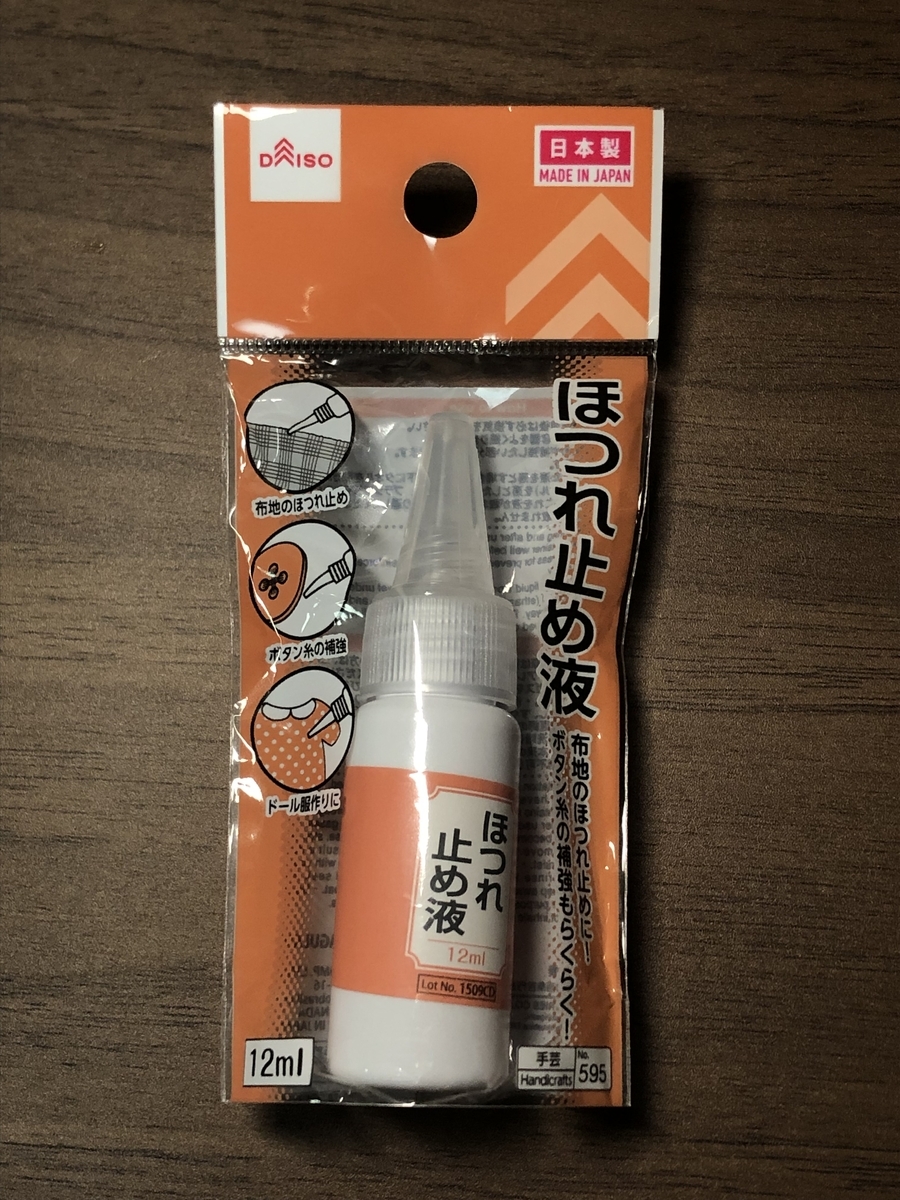 DAISO
日本製
MADE IN JAPAN
ほつれ止め液
布地のほつれ止めに!
ボタン糸の補強もらくらく!
布地のほつれ止め
ボタン糸の補強
ドール服作りに
ほつれ
止め液
12ml
Lot No. 1509CD
12ml
手芸
Handicrafts
No.
595